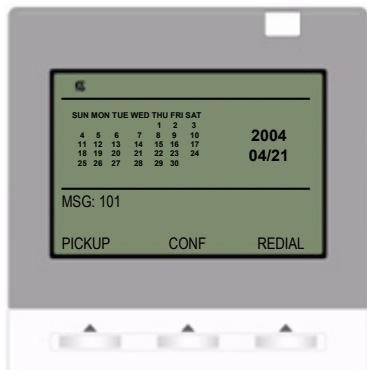 SUN MON TUE WED THU FRI SAT
1 2 3
4 5 6 7 8 9 10
11 12 13 14 15 16 17
18 19 20 21 22 23 24
25 26 27 28 29 30
2004
04/21
MSG: 101
PICKUP CONF REDIAL